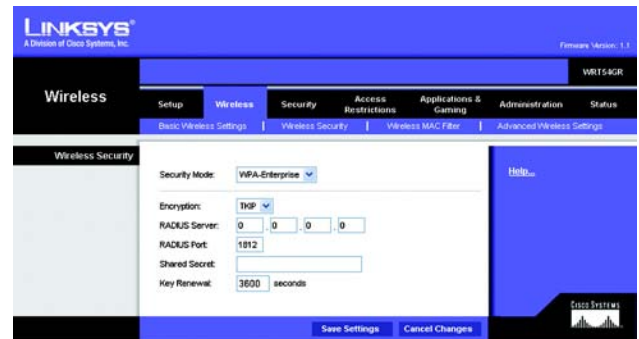 LINKSYS®
A Division of Cisco Systems, Inc.
Firmware Version: 1.1
WRT54GR
Wireless
Setup Wireless Security Access Restrictions Applications & Gaming Administration Status
Basic Wireless Settings | Wireless Security | Wireless MAC Filter | Advanced Wireless Settings
Wireless Security
Security Mode: WPA-Enterprise
Help...
Encryption: TKIP
RADIUS Server: 0 . 0 . 0 . 0
RADIUS Port: 1812
Shared Secret:
Key Renewal: 3600 seconds
CISCO SYSTEMS
Save Settings Cancel Changes